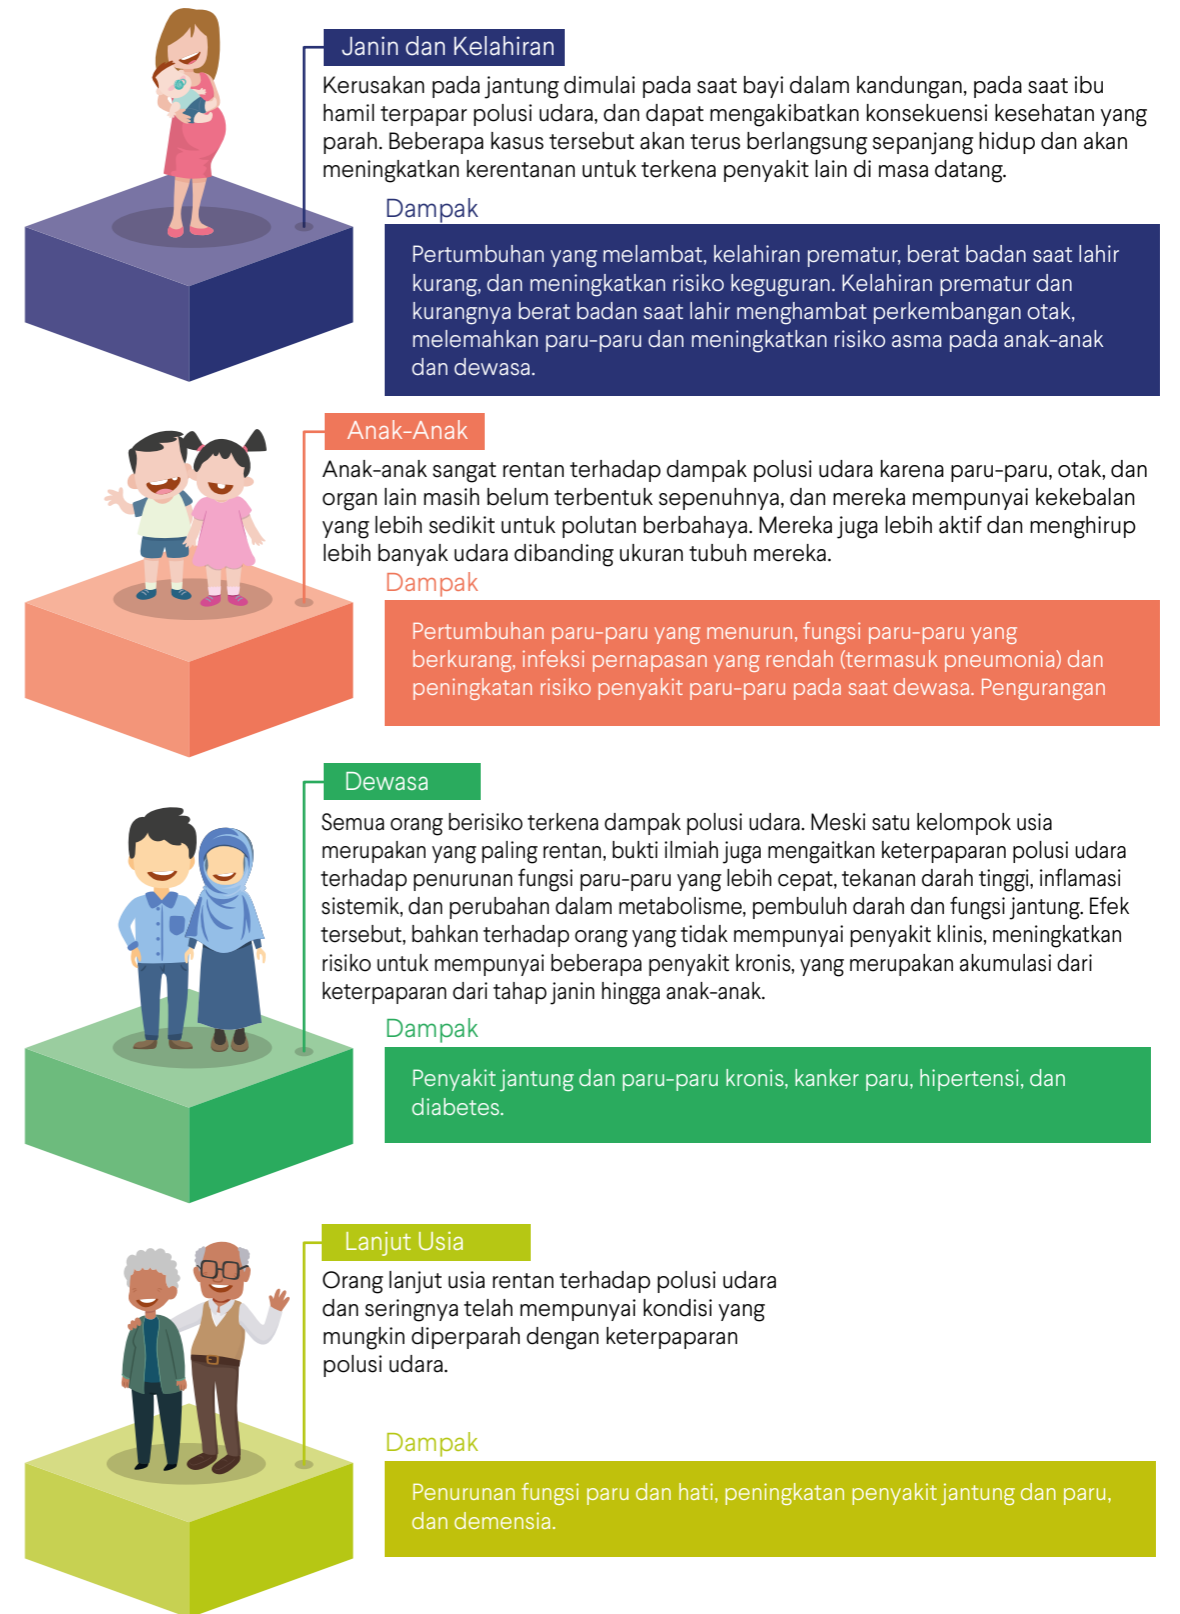 Janin dan Kelahiran
Kerusakan pada jantung dimulai pada saat bayi dalam kandungan, pada saat ibu
hamil terpapar polusi udara, dan dapat mengakibatkan konsekuensi kesehatan yang
parah. Beberapa kasus tersebut akan terus berlangsung sepanjang hidup dan akan
meningkatkan kerentanan untuk terkena penyakit lain di masa datang.
Dampak
Pertumbuhan yang melambat, kelahiran prematur, berat badan saat lahir
kurang, dan meningkatkan risiko keguguran. Kelahiran prematur dan
kurangnya berat badan saat lahir menghambat perkembangan otak,
melemahkan paru-paru dan meningkatkan risiko asma pada anak-anak
dan dewasa.
Anak-Anak
Anak-anak sangat rentan terhadap dampak polusi udara karena paru-paru, otak, dan
organ lain masih belum terbentuk sepenuhnya, dan mereka mempunyai kekebalan
yang lebih sedikit untuk polutan berbahaya. Mereka juga lebih aktif dan menghirup
lebih banyak udara dibanding ukuran tubuh mereka.
Dampak
Pertumbuhan paru-paru yang menurun, fungsi paru-paru yang
berkurang, infeksi pernapasan yang rendah (termasuk pneumonia) dan
peningkatan risiko penyakit paru-paru pada saat dewasa. Pengurangan
Dewasa
Semua orang berisiko terkena dampak polusi udara. Meski satu kelompok usia
merupakan yang paling rentan, bukti ilmiah juga mengaitkan keterpaparan polusi udara
terhadap penurunan fungsi paru-paru yang lebih cepat, tekanan darah tinggi, inflamasi
sistemik, dan perubahan dalam metabolisme, pembuluh darah dan fungsi jantung. Efek
tersebut, bahkan terhadap orang yang tidak mempunyai penyakit klinis, meningkatkan
risiko untuk mempunyai beberapa penyakit kronis, yang merupakan akumulasi dari
keterpaparan dari tahap janin hingga anak-anak.
Dampak
Penyakit jantung dan paru-paru kronis, kanker paru, hipertensi, dan
diabetes.
Lanjut Usia
Orang lanjut usia rentan terhadap polusi udara
dan seringnya telah mempunyai kondisi yang
mungkin diperparah dengan keterpaparan
polusi udara.
Dampak
Penurunan fungsi paru dan hati, peningkatan penyakit jantung dan paru,
dan demensia.